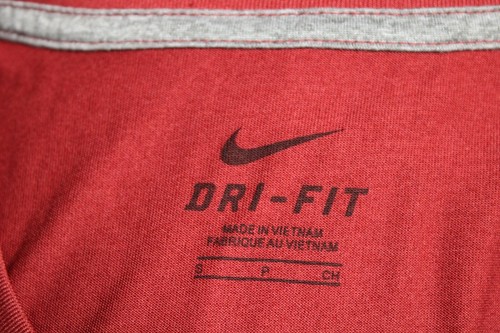 DRI-FIT
MADE IN VIETNAM
FABRIQUE AU VIETNAM
S P CH